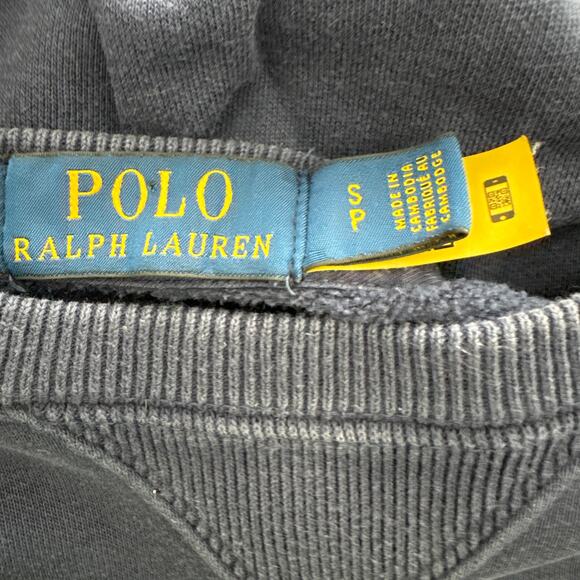 POLO
RALPH LAUREN
S
P
MADE IN
CAMBODIA
FABRIQUÉ AU
CAMBODGE